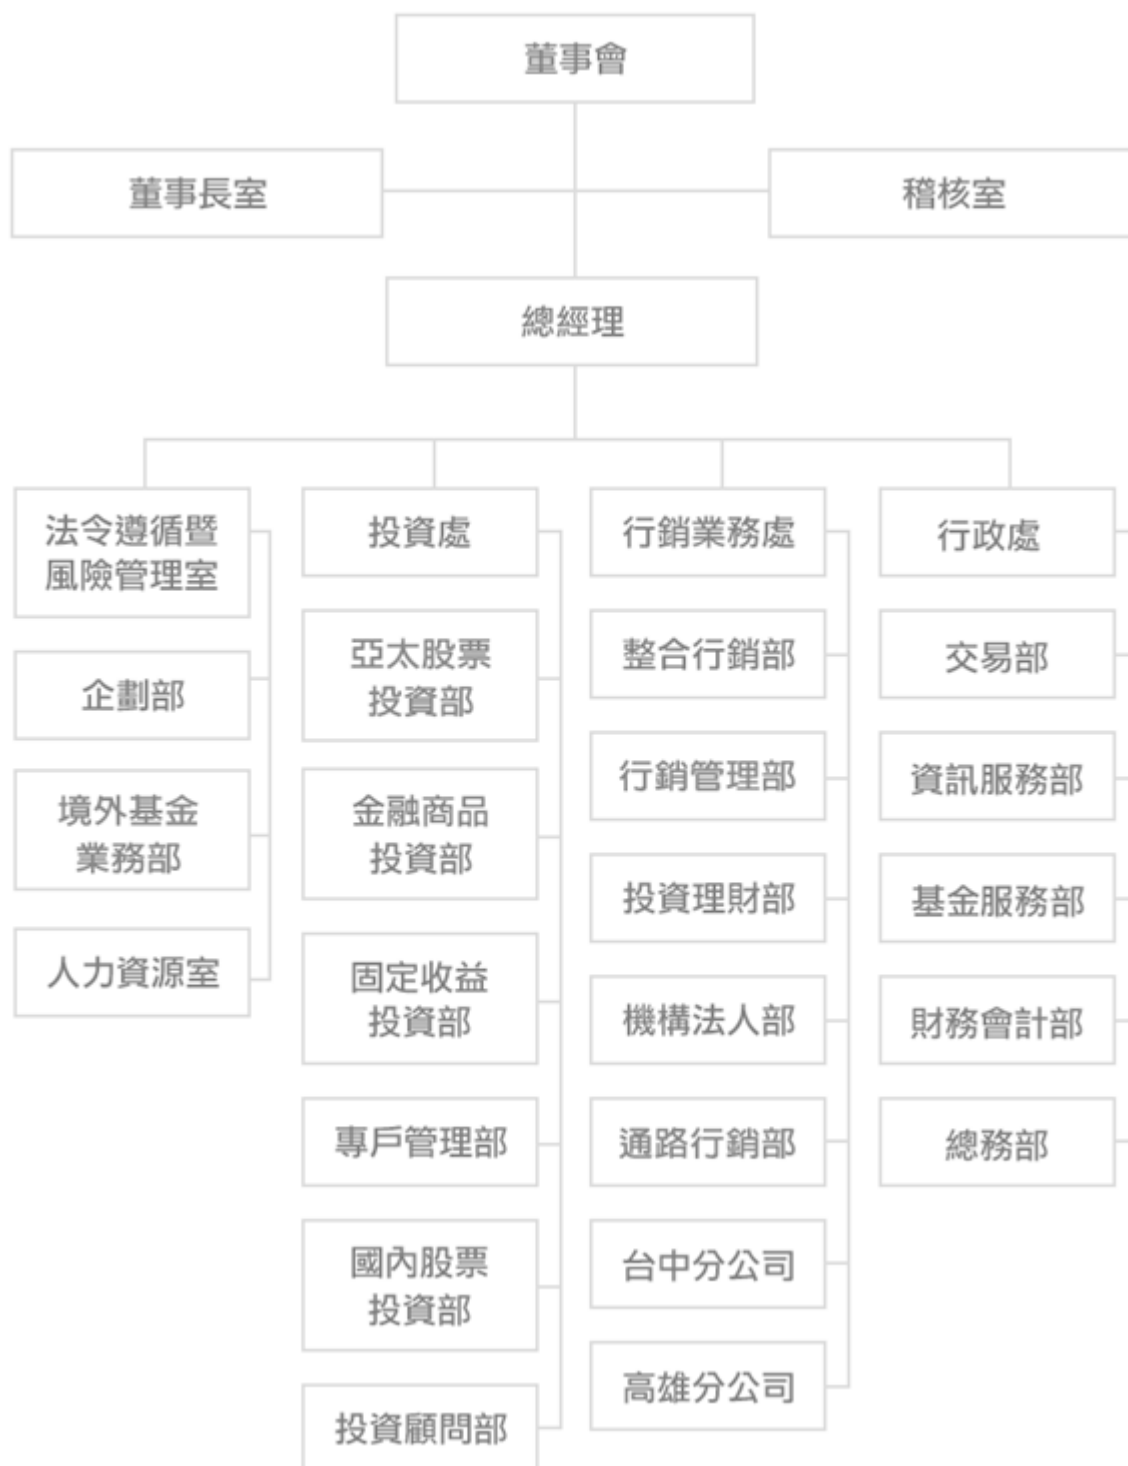 董事會
董事長室
稽核室
總經理
法令遵循暨
風險管理室
企劃部
境外基金
業務部
人力資源室
投資處
亞太股票
投資部
金融商品
投資部
固定收益
投資部
專戶管理部
國內股票
投資部
投資顧問部
行銷業務處
整合行銷部
行銷管理部
投資理財部
機構法人部
通路行銷部
台中分公司
高雄分公司
行政處
交易部
資訊服務部
基金服務部
財務會計部
總務部